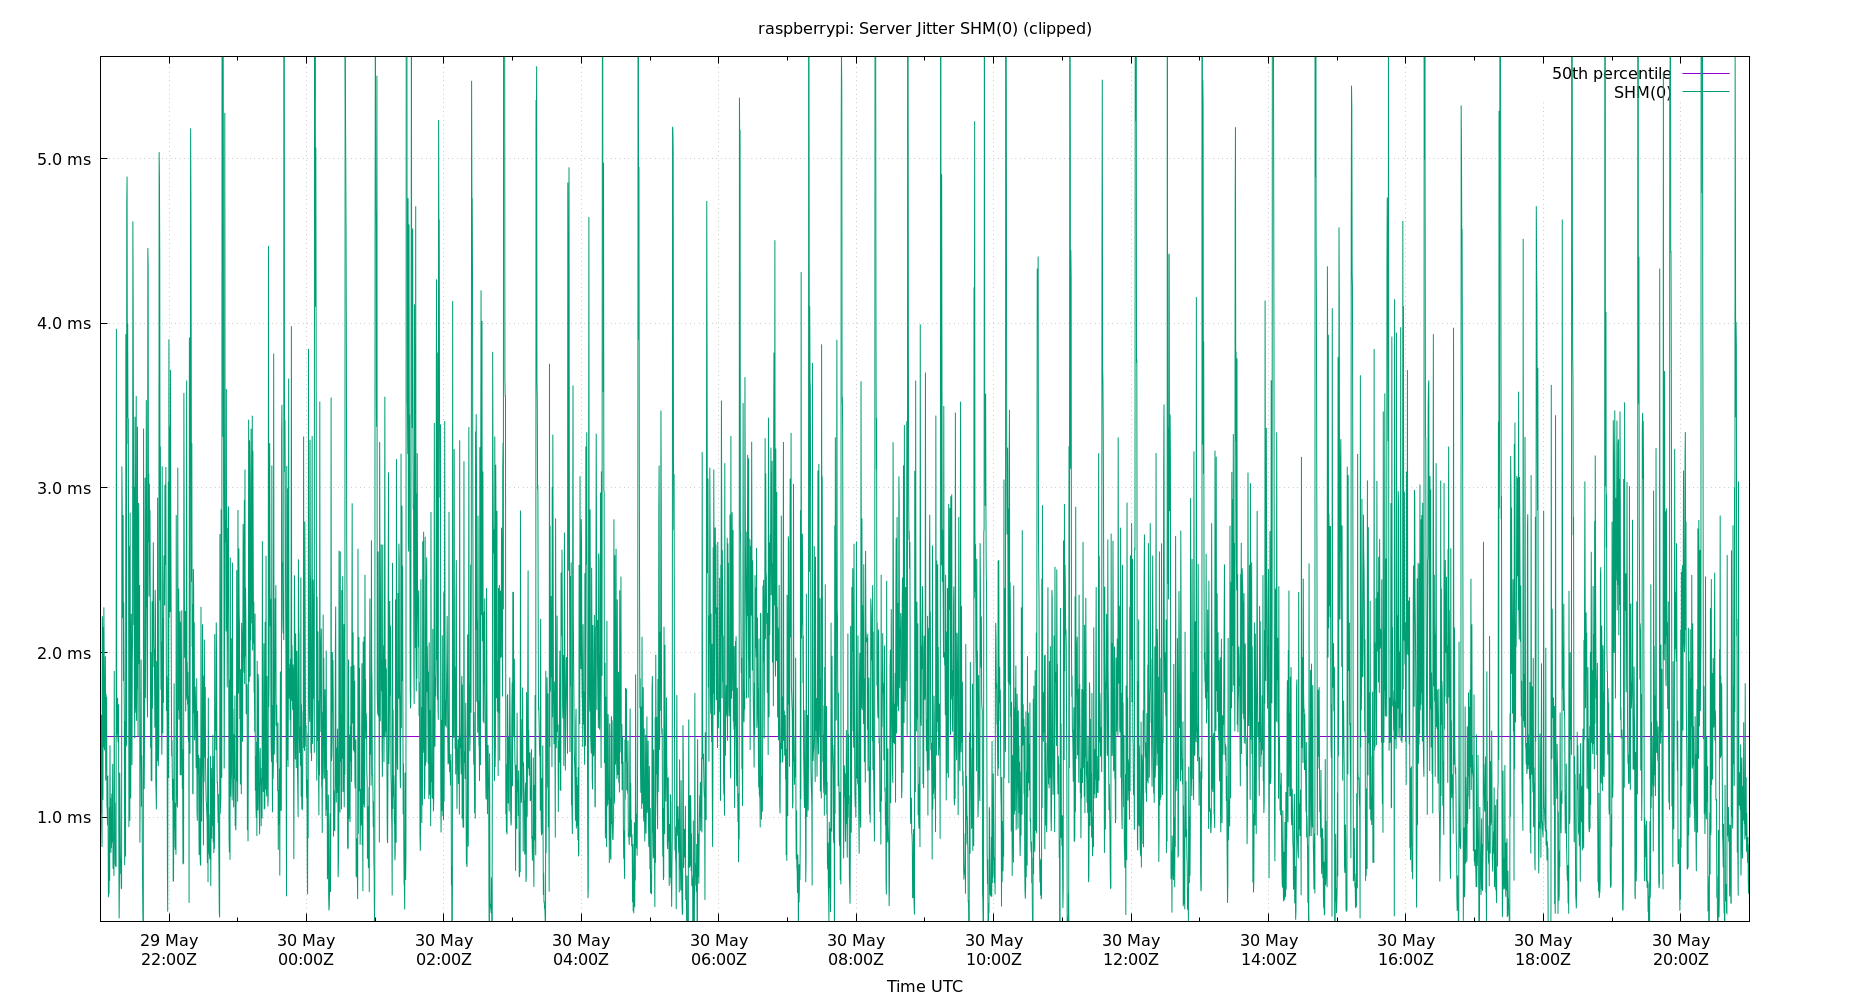 raspberrypi: Server Jitter SHM(0) (clipped)
50th percentile
SHM(0)
5.0 ms
4.0 ms
3.0 ms
2.0 ms
1.0 ms
29 May 30 May 30 May 30 May 30 May 30 May 30 May 30 May 30 May 30 May 30 May 30 May
22:00Z 00:00Z 02:00Z 04:00Z 06:00Z 08:00Z 10:00Z 12:00Z 14:00Z 16:00Z 18:00Z 20:00Z
Time UTC